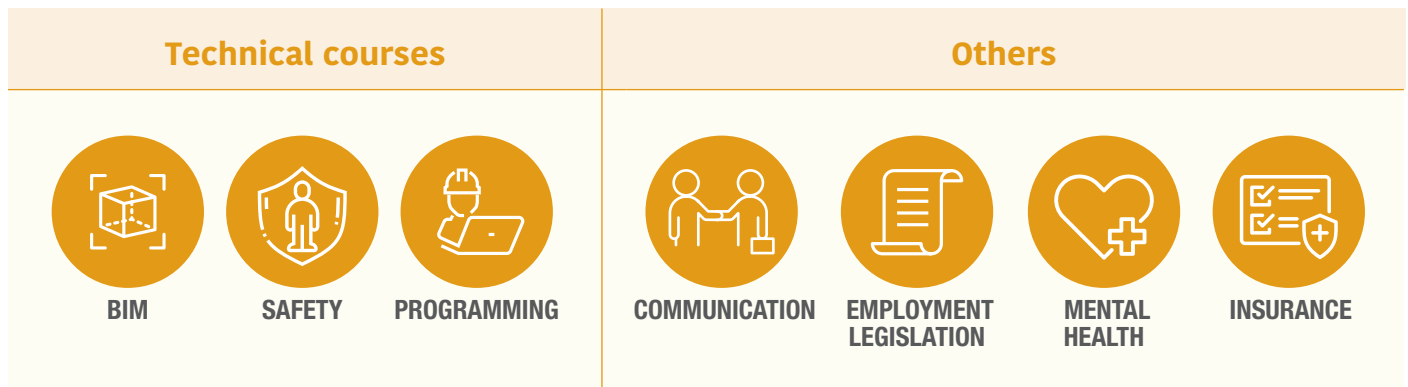 Technical courses
Others
BIM
SAFETY
PROGRAMMING
COMMUNICATION
EMPLOYMENT
LEGISLATION
MENTAL
HEALTH
INSURANCE